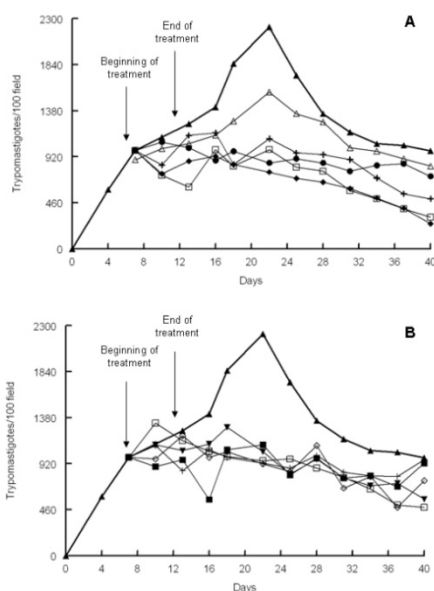 A
2300
End of
treatment
1840
Beginning of
treatment
1380
Trypomastigotes/100 field
920
460
0
0 4 8 12 16 20 24 28 32 36 40
Days
B
2300
End of
treatment
1840
Beginning of
treatment
1380
Trypomastigotes/100 field
920
460
0
0 4 8 12 16 20 24 28 32 36 40
Days